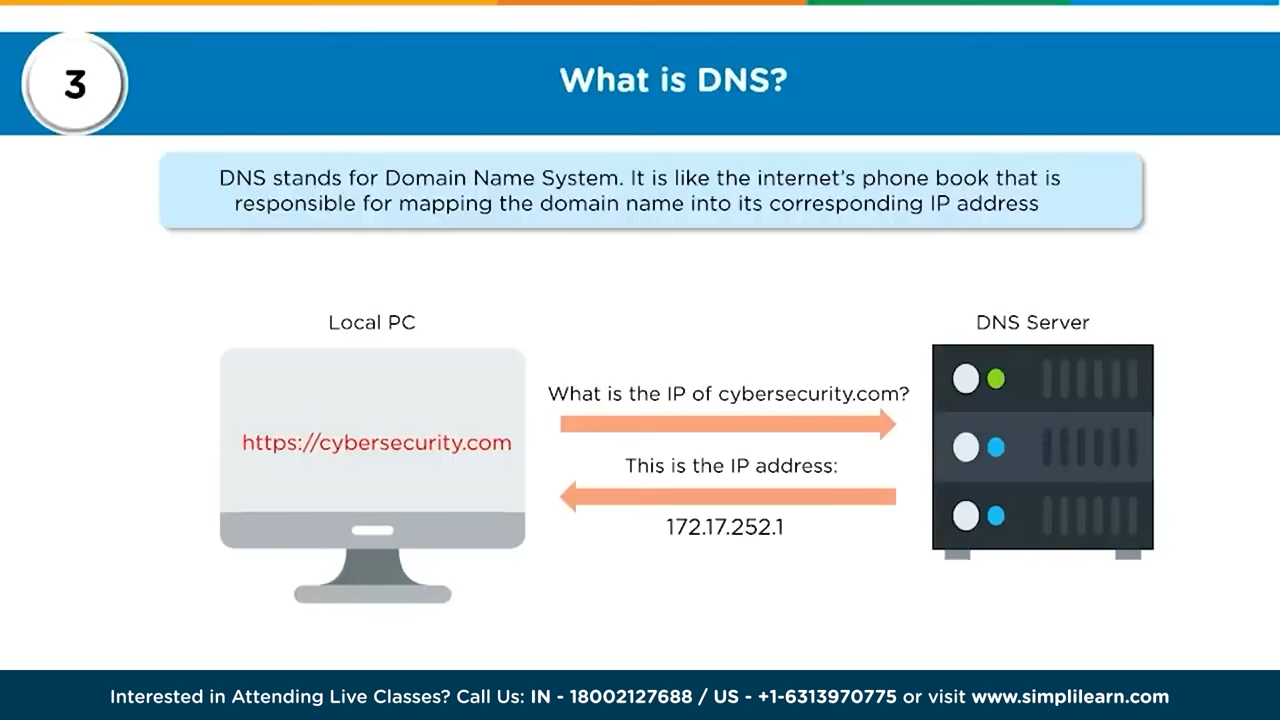 3
What is DNS?
DNS stands for Domain Name System. It is like the internet's phone book that is
responsible for mapping the domain name into its corresponding IP address
Local PC
DNS Server
What is the IP of cybersecurity.com?
https://cybersecurity.com
This is the IP address:
172.17.252.1
Interested in Attending Live Classes? Call Us: IN - 18002127688 / US - +1-6313970775 or visit www.simplilearn.com